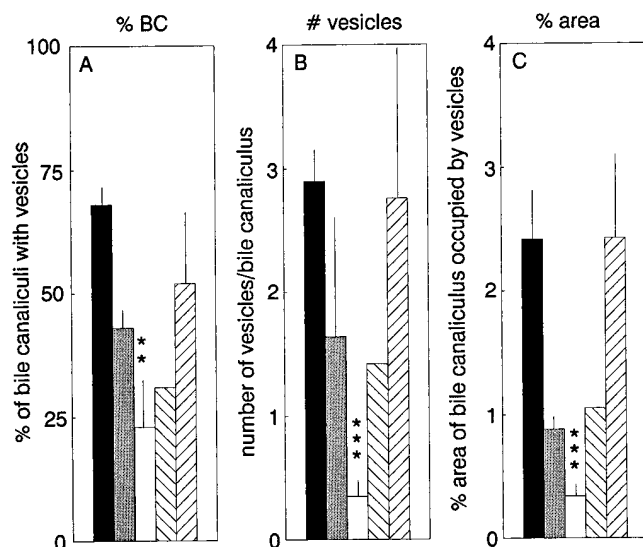 % BC
# vesicles
% area
A
B
C
% of bile canaliculi with vesicles
100
75
50
25
0
**
number of vesicles/bile canaliculus
4
3
2
1
0
***
% area of bile canaliculus occupied by vesicles
4
3
2
1
0
***